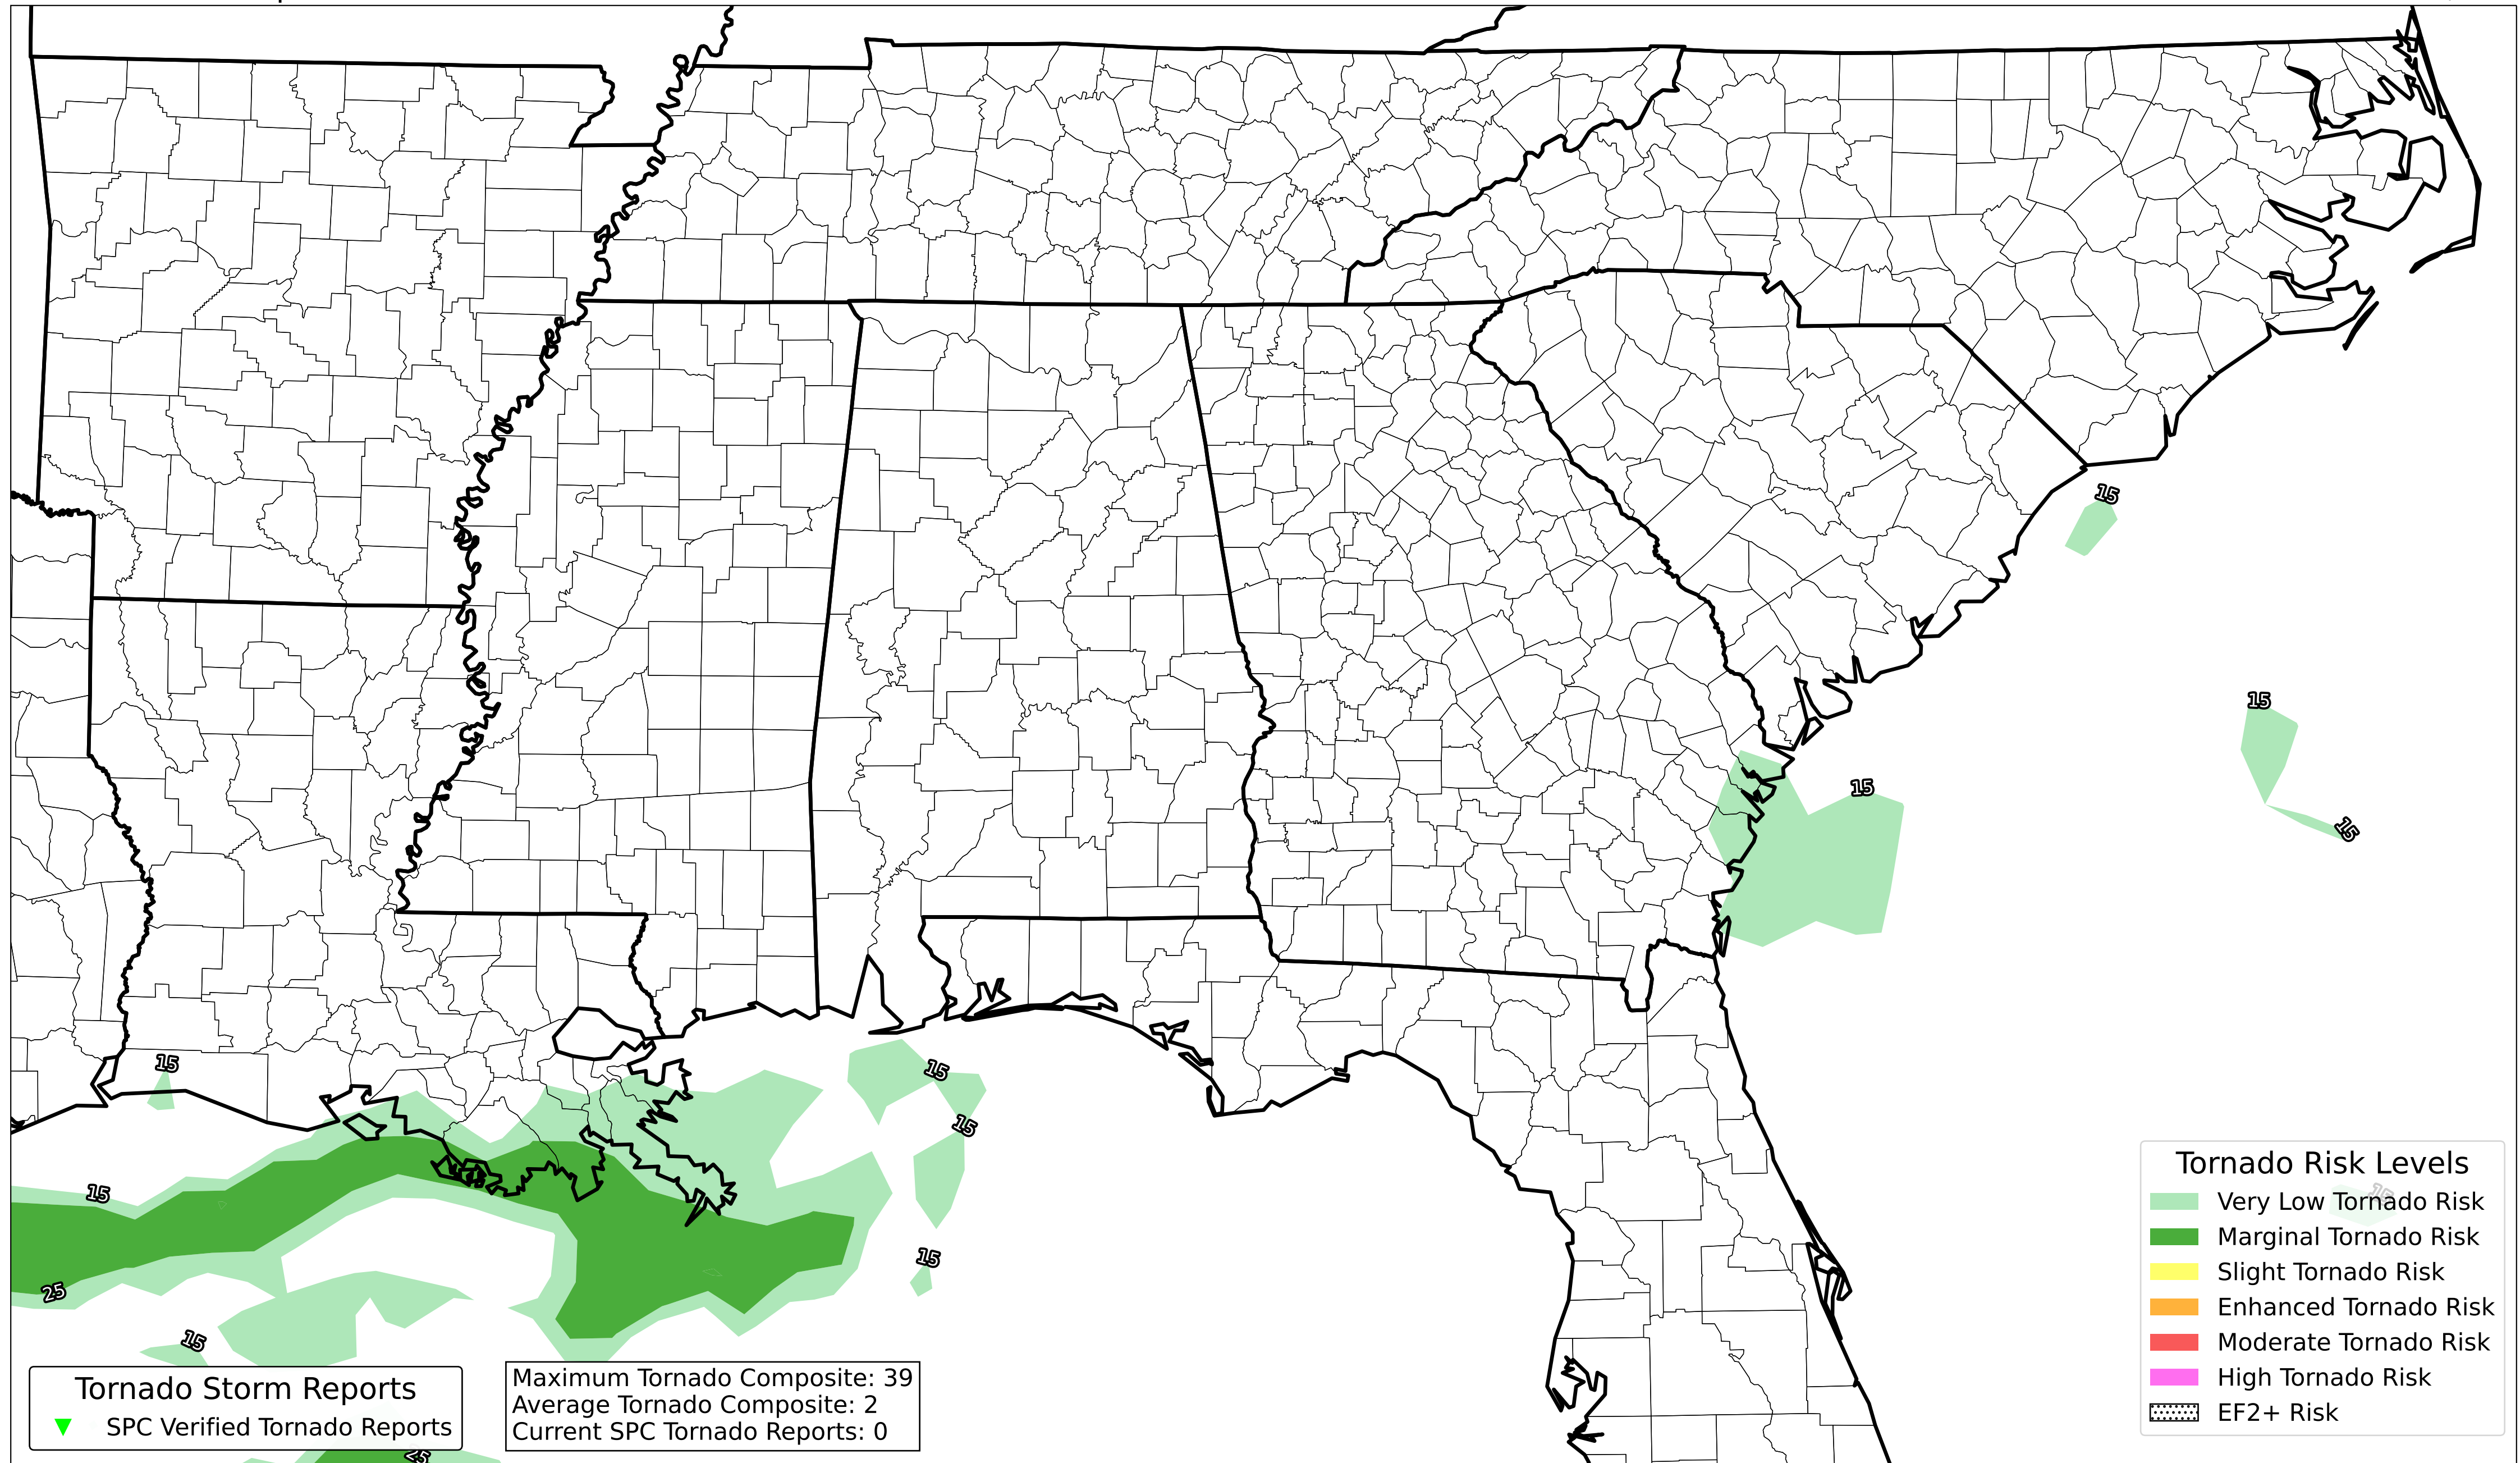 15
15
15
15
15
15
15
15
15
25
15
15
Tornado Risk Levels
15
Very Low Tornado Risk
Marginal Tornado Risk
Slight Tornado Risk
Enhanced Tornado Risk
Moderate Tornado Risk
High Tornado Risk
EF2+ Risk
Tornado Storm Reports
SPC Verified Tornado Reports
Maximum Tornado Composite: 39
Average Tornado Composite: 2
Current SPC Tornado Reports: 0
25